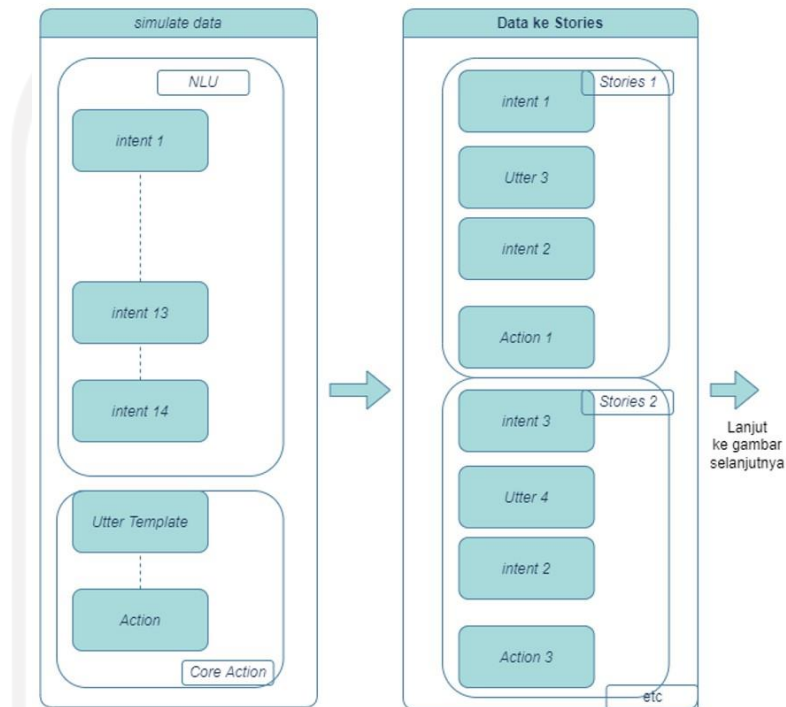 simulate data
NLU
intent 1
intent 13
intent 14
Utter Template
Action
Core Action
Data ke Stories
Stories 1
intent 1
Utter 3
intent 2
Action 1
Stories 2
intent 3
Utter 4
intent 2
Action 3
etc
Lanjut
ke gambar
selanjutnya